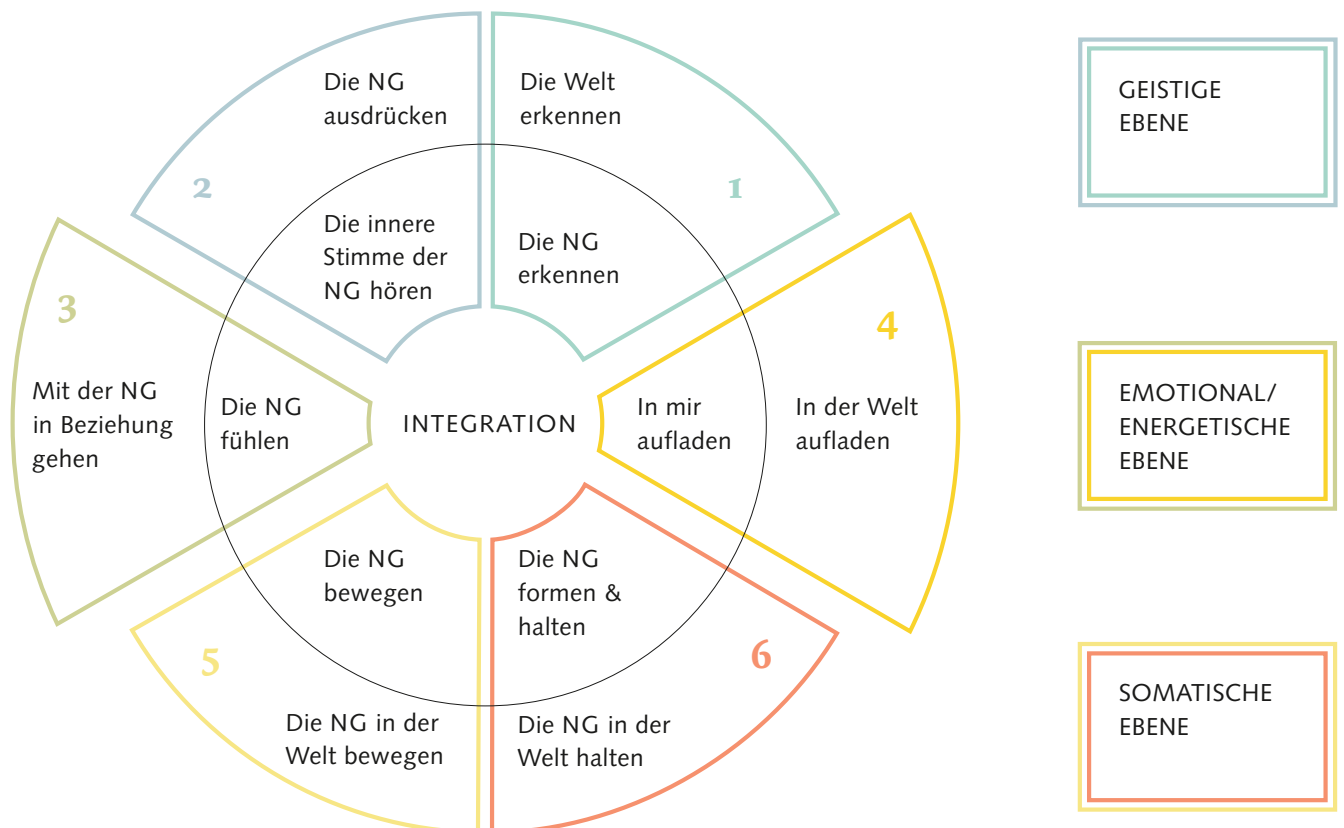 Die NG
ausdrücken
Die Welt
erkennen
2
1
Die innere
Stimme der
NG hören
Die NG
erkennen
3
Mit der NG
in Beziehung
gehen
Die NG
fühlen
INTEGRATION
In mir
aufladen
4
In der Welt
aufladen
Die NG
bewegen
Die NG
formen &
halten
5
6
Die NG in der
Welt bewegen
Die NG in der
Welt halten
GEISTIGE
EBENE
EMOTIONAL/
ENERGETISCHE
EBENE
SOMATISCHE
EBENE